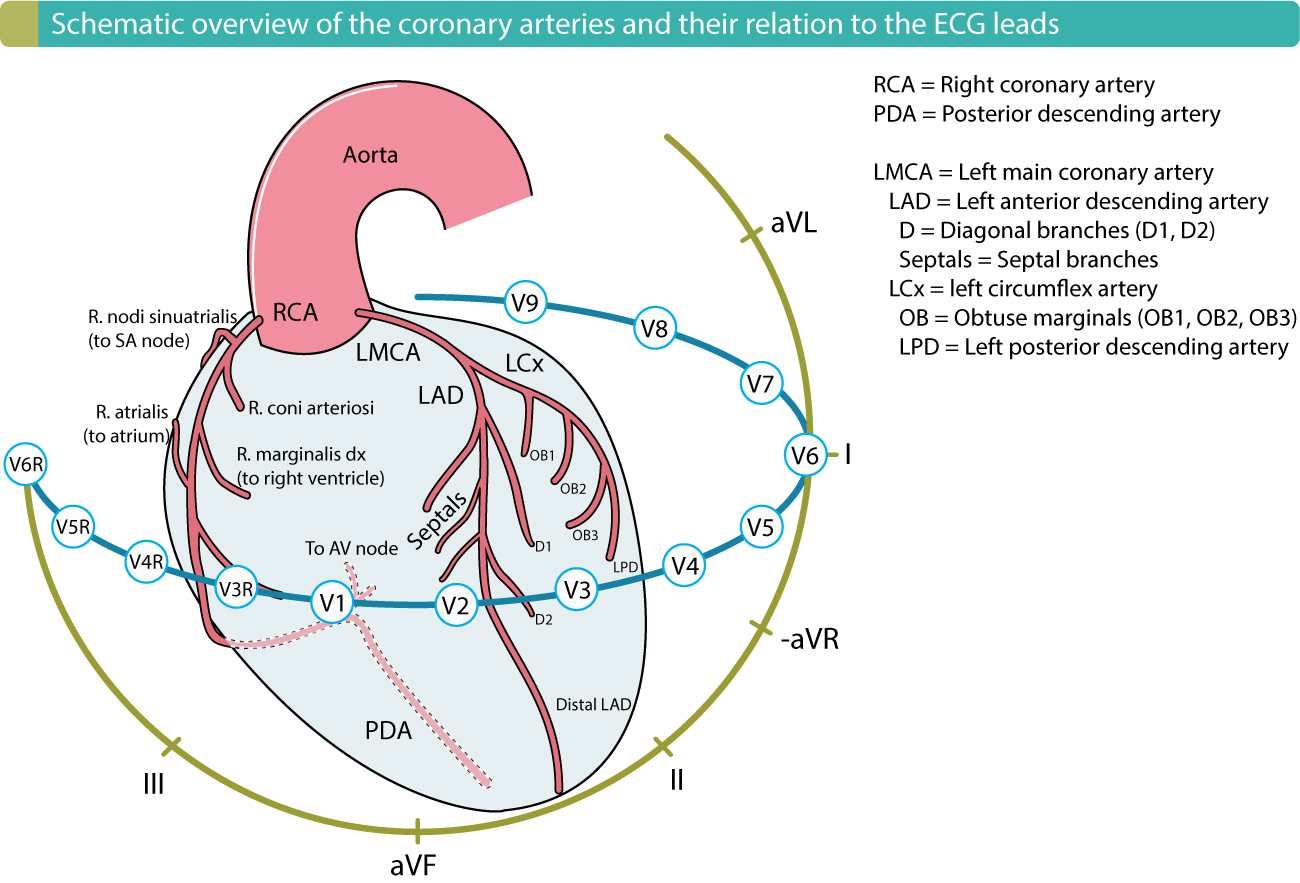 Schematic overview of the coronary arteries and their relation to the ECG leads
RCA = Right coronary artery
PDA = Posterior descending artery
LMCA = Left main coronary artery
LAD = Left anterior descending artery
D = Diagonal branches (D1, D2)
Septals = Septal branches
LCx = left circumflex artery
OB = Obtuse marginals (OB1, OB2, OB3)
LPD = Left posterior descending artery
Aorta
aVL
V9
V8
R. nodi sinuatrialis
(to SA node)
RCA
LMCA
LCx
V7
LAD
R. coni arteriosi
R. atrialis
(to atrium)
R. marginalis dx
(to right ventricle)
OB1
V6
I
V6R
OB2
Septals
V5R
V5
OB3
D1
To AV node
V4R
LPD
V4
V3R
V1
V2
V3
D2
-aVR
Distal LAD
PDA
III
II
aVF